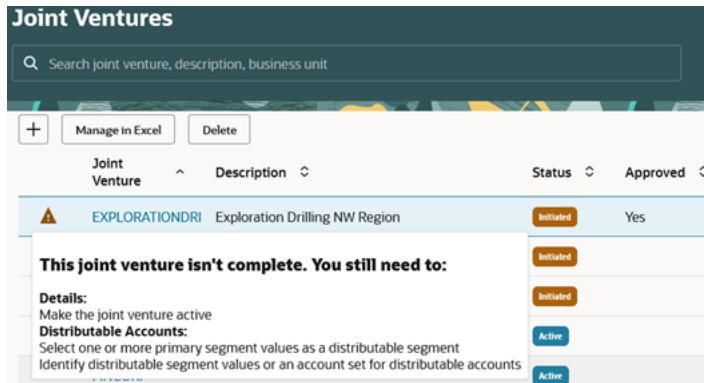 Joint Ventures
Search joint venture, description, business unit
+ Manage in Excel Delete
Joint Venture Description Status Approved
EXPLORATIONDRI Exploration Drilling NW Region Initiated Yes
This joint venture isn't complete. You still need to:
Initiated
Details:
Make the joint venture active
Initiated
Distributable Accounts:
Select one or more primary segment values as a distributable segment
Active
Identify distributable segment values or an account set for distributable accounts
Active